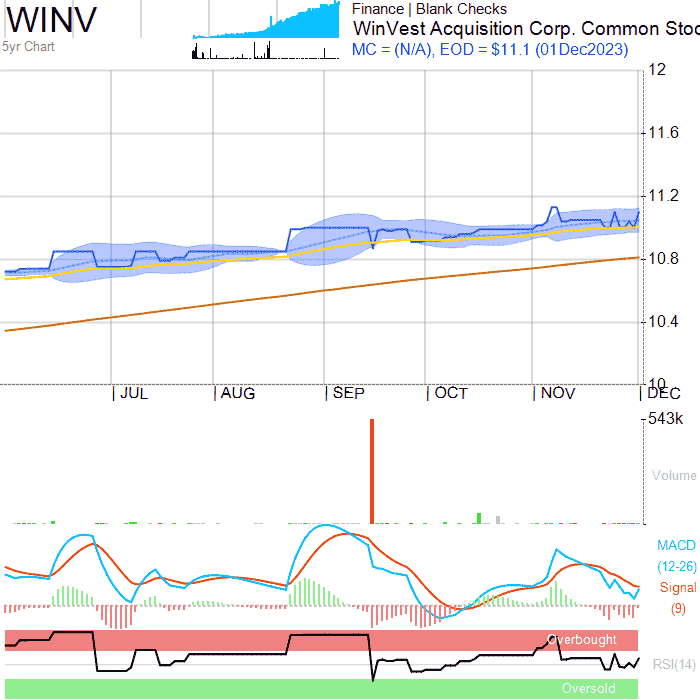 WINV
5yr Chart
Finance | Blank Checks
WinVest Acquisition Corp. Common Stoc
MC = (N/A), EOD = $11.1 (01Dec2023)
12
11.6
11.2
10.8
10.4
10
JUL AUG SEP OCT NOV DEC
543k
Volume
MACD
(12-26)
Signal
(9)
Overbought
RSI(14)
Oversold